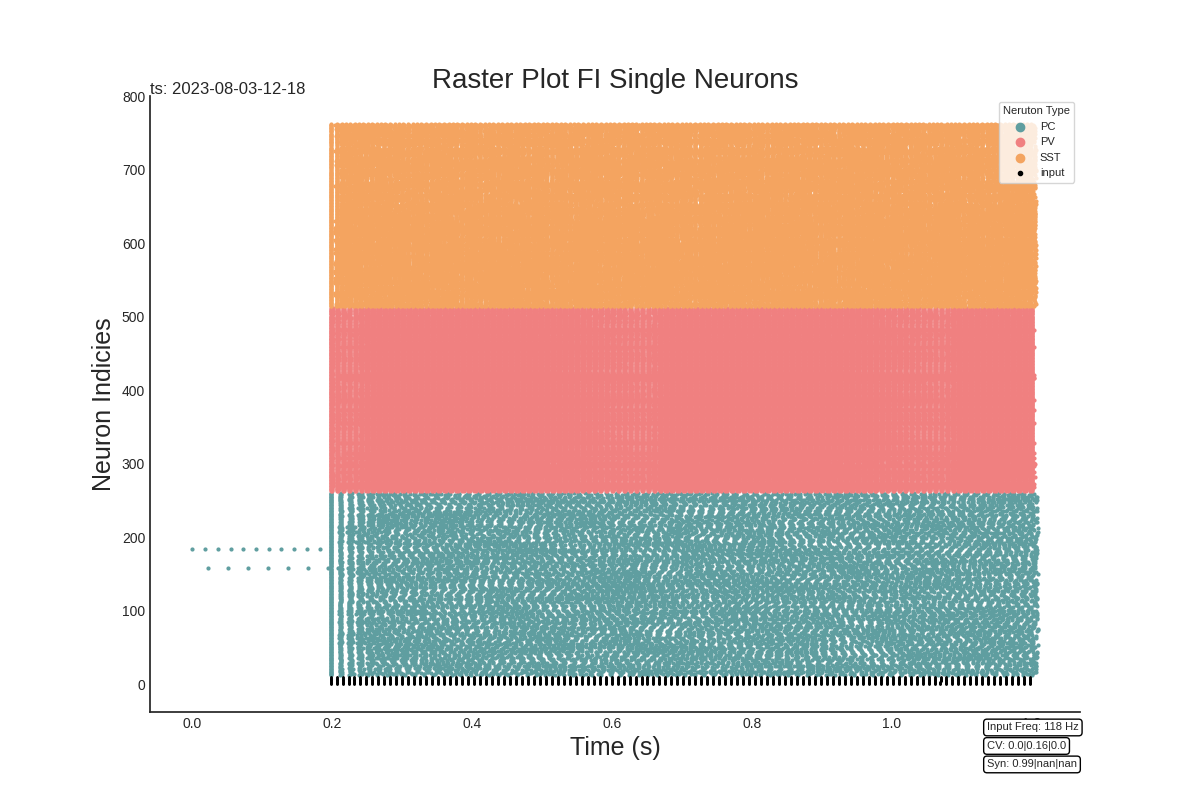 Raster Plot FI Single Neurons
ts: 2023-08-03-12-18
Neruton Type
PC
PV
SST
input
Neuron Indicies
800
700
600
500
400
300
200
100
0
0.0 0.2 0.4 0.6 0.8 1.0
Time (s)
Input Freq: 118 Hz
CV: 0.0|0.16|0.0
Syn: 0.99|nan|nan